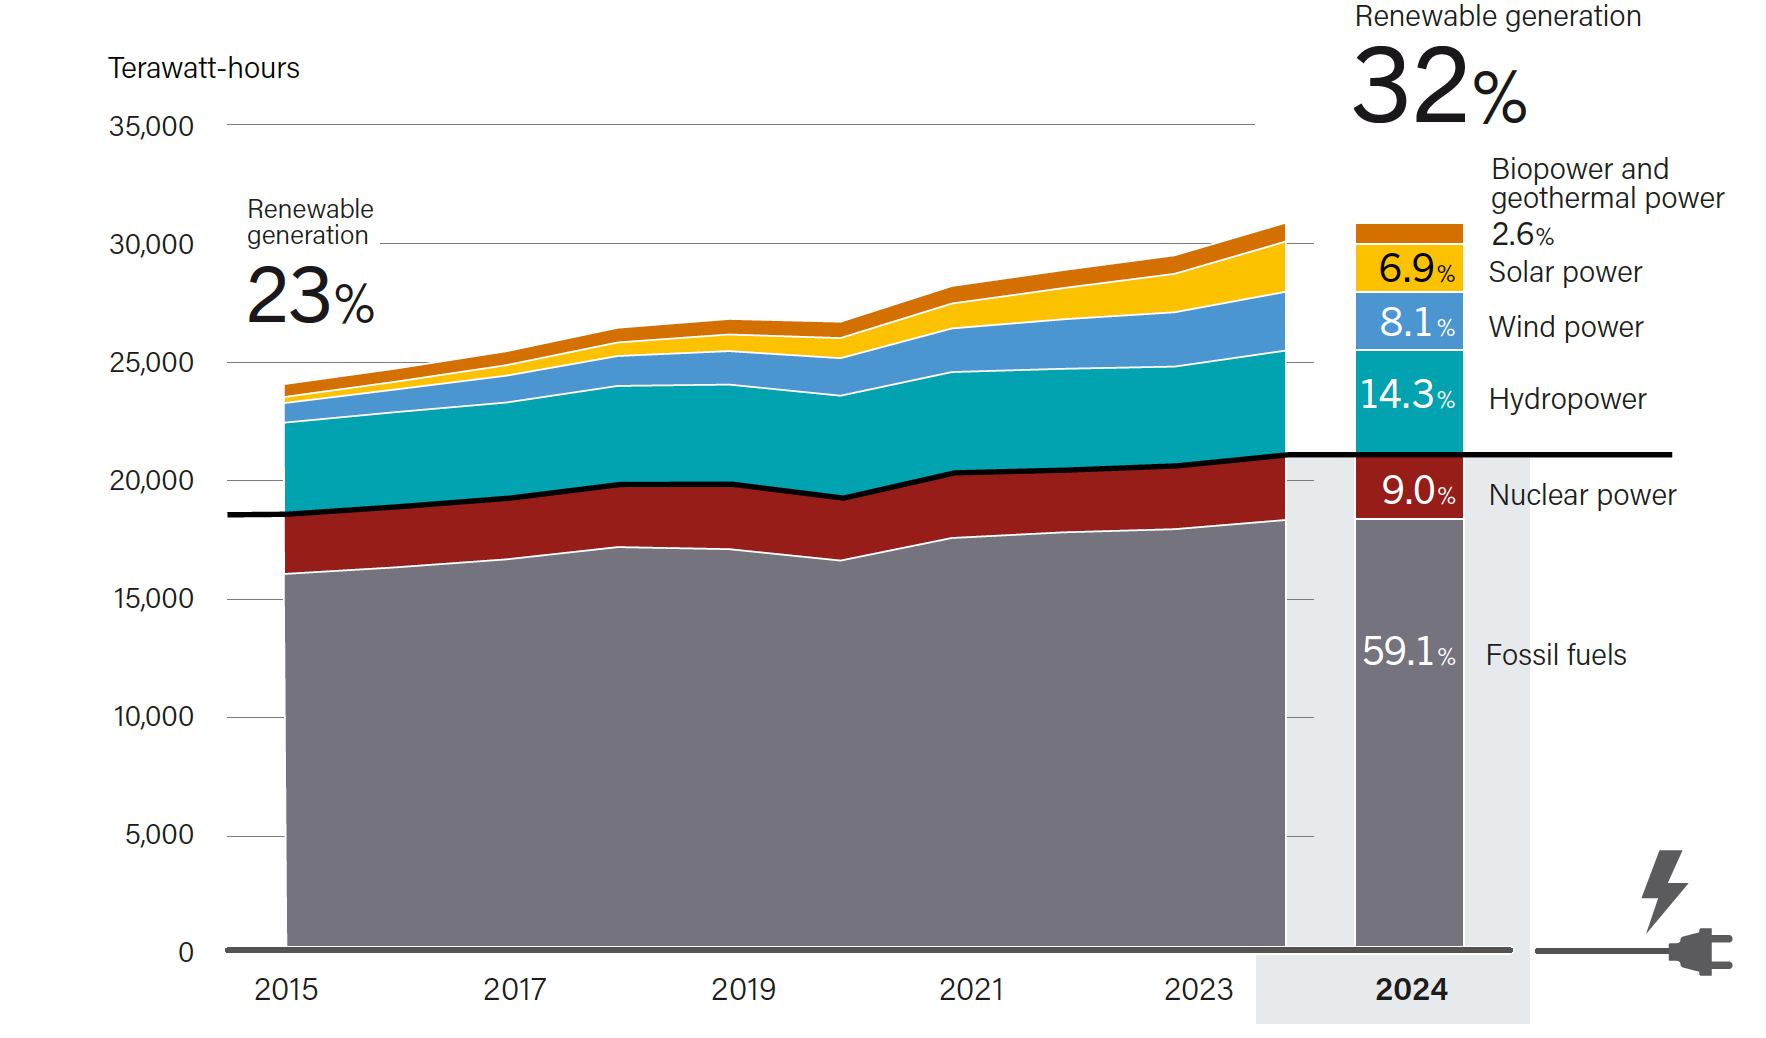 Renewable generation
32%
Terawatt-hours
35,000
Biopower and
geothermal power
2.6%
Renewable
generation
23%
30,000
6.9%
Solar power
8.1%
Wind power
25,000
14.3%
Hydropower
20,000
9.0%
Nuclear power
15,000
59.1%
Fossil fuels
10,000
5,000
0
2015
2017
2019
2021
2023
2024